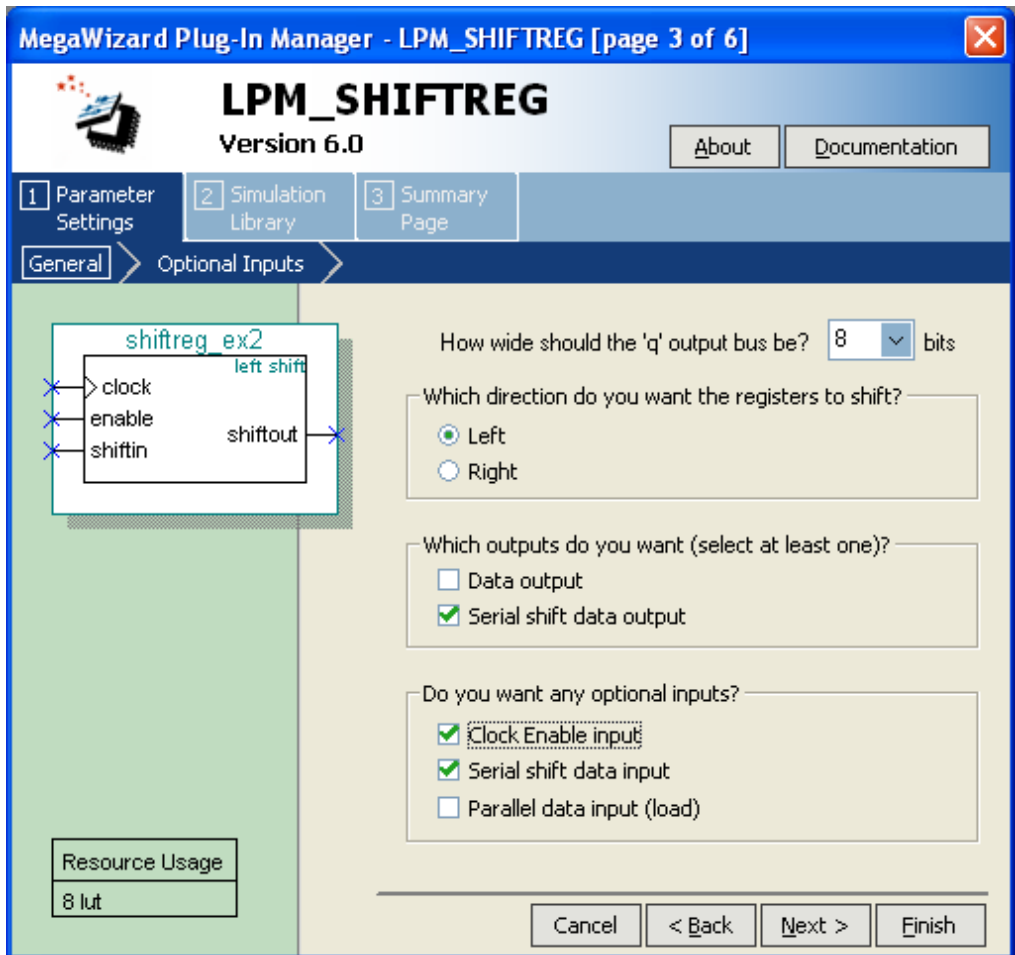 MegaWizard Plug-In Manager - LPM_SHIFTREG [page 3 of 6]
LPM_SHIFTREG
Version 6.0
About
Documentation
1 Parameter Settings
2 Simulation Library
3 Summary Page
General
Optional Inputs
shiftreg_ex2
left shift
clock
enable
shiftin
shiftout
Resource Usage
8 lut
How wide should the 'q' output bus be? 8 bits
Which direction do you want the registers to shift?
Left
Right
Which outputs do you want (select at least one)?
Data output
Serial shift data output
Do you want any optional inputs?
Clock Enable input
Serial shift data input
Parallel data input (load)
Cancel
< Back
Next >
Finish